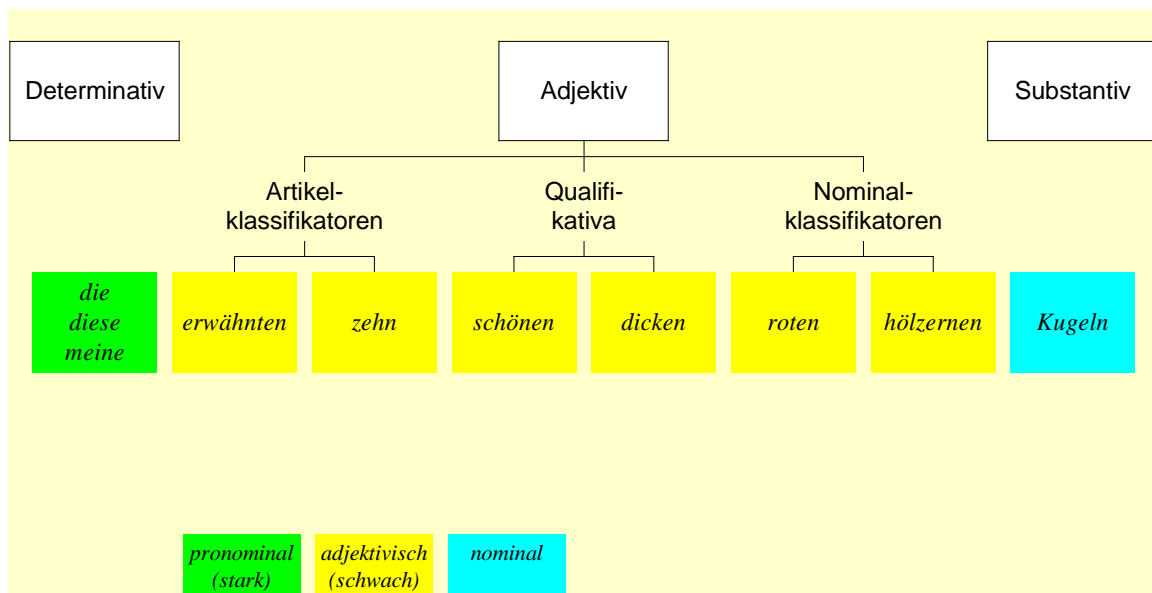 Determinativ
Adjektiv
Substantiv
Artikel-
klassifikatoren
Qualifi-
kativa
Nominal-
klassifikatoren
die
diese
meine
erwähnten
zehn
schönen
dicken
roten
hölzernen
Kugeln
pronominal
(stark)
adjektivisch
(schwach)
nominal